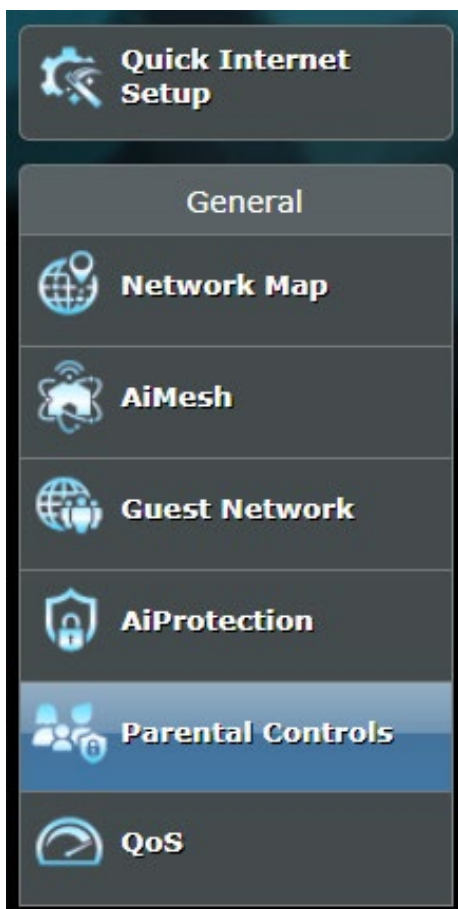 Quick Internet
Setup
General
Network Map
AiMesh
Guest Network
AiProtection
Parental Controls
QoS